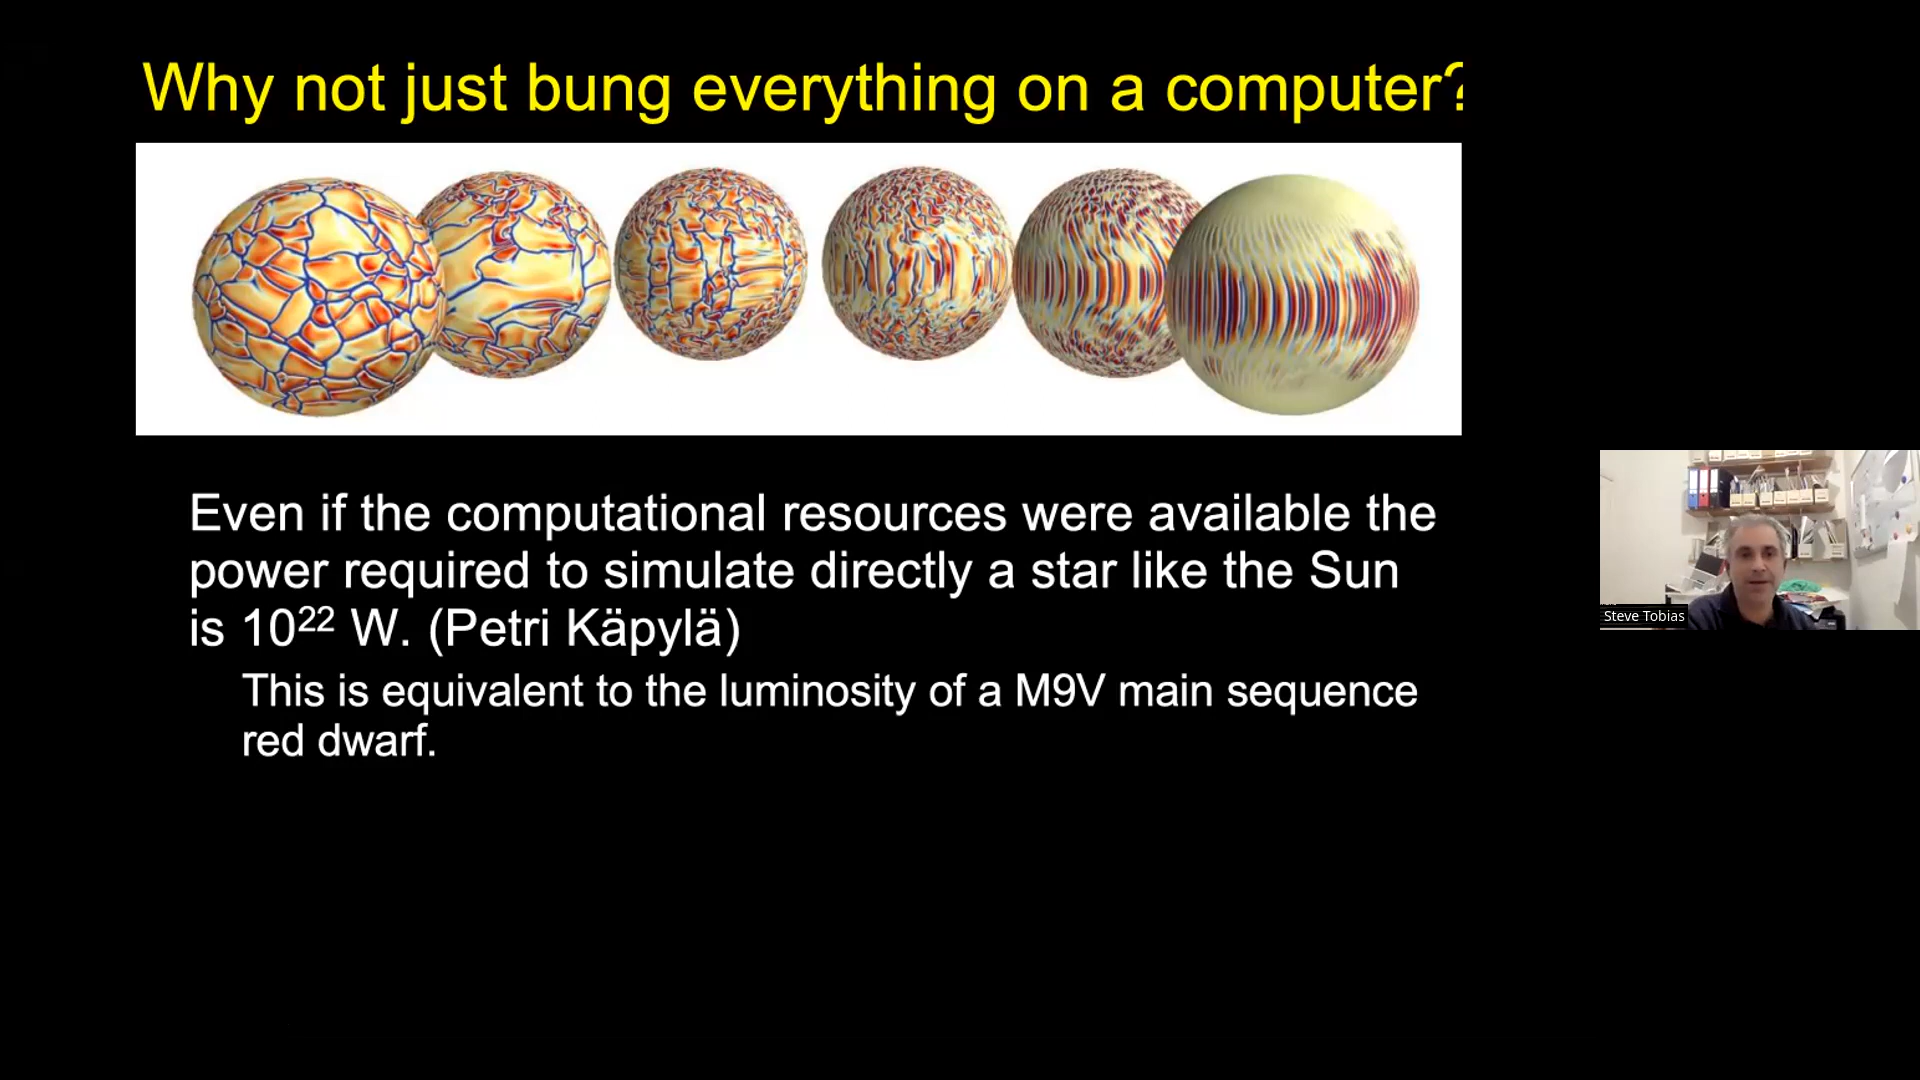 Why not just bung everything on a computer?
Even if the computational resources were available the
power required to simulate directly a star like the Sun
is 10²² W. (Petri Käpylä)
This is equivalent to the luminosity of a M9V main sequence
red dwarf.
Steve Tobias